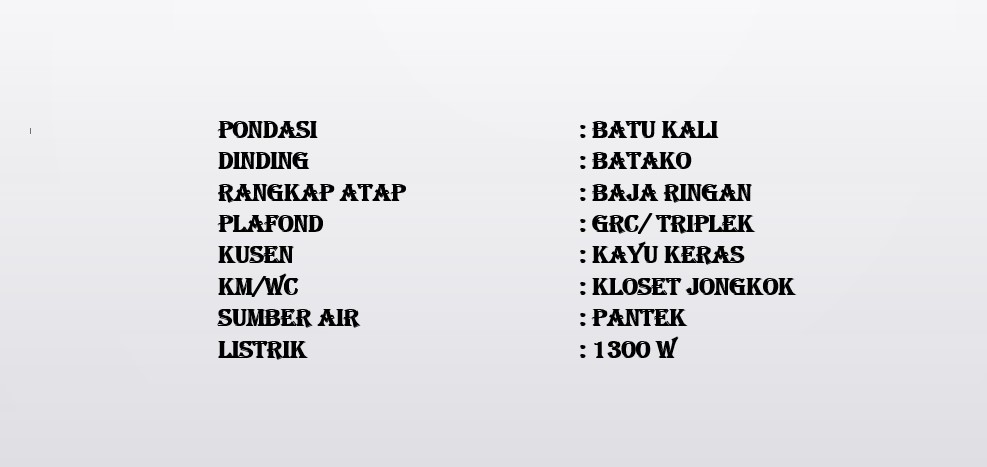 PONDASI : BATU KALI
DINDING : BATAKO
RANGKAP ATAP : BAJA RINGAN
PLAFOND : GRC/ TRIPLEK
KUSEN : KAYU KERAS
KM/WC : KLOSET JONGKOK
SUMBER AIR : PANTEK
LISTRIK : 1300 W